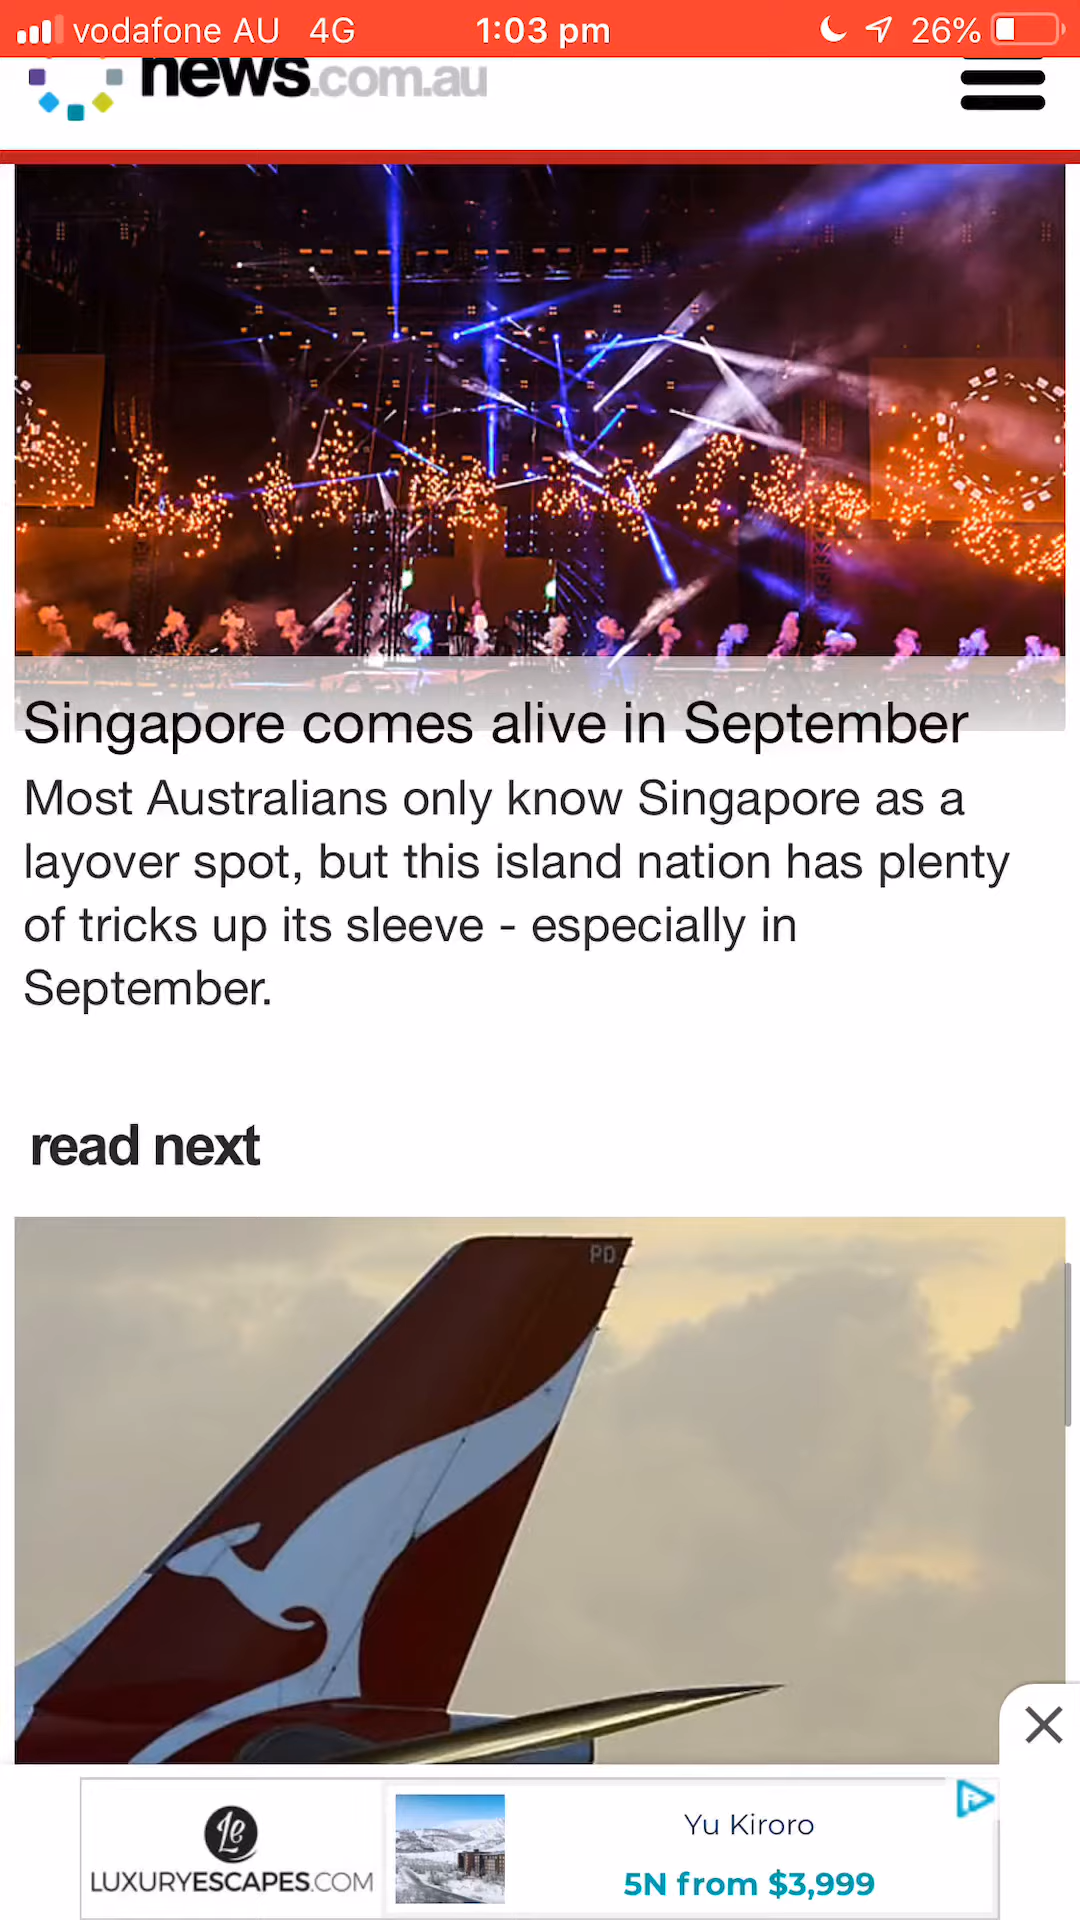 vodafone AU 4G 1:03 pm 26%
news.com.au
Singapore comes alive in September
Most Australians only know Singapore as a
layover spot, but this island nation has plenty
of tricks up its sleeve - especially in
September.
read next
PD
Le
LUXURYESCAPES.COM
Yu Kiroro
5N from $3,999